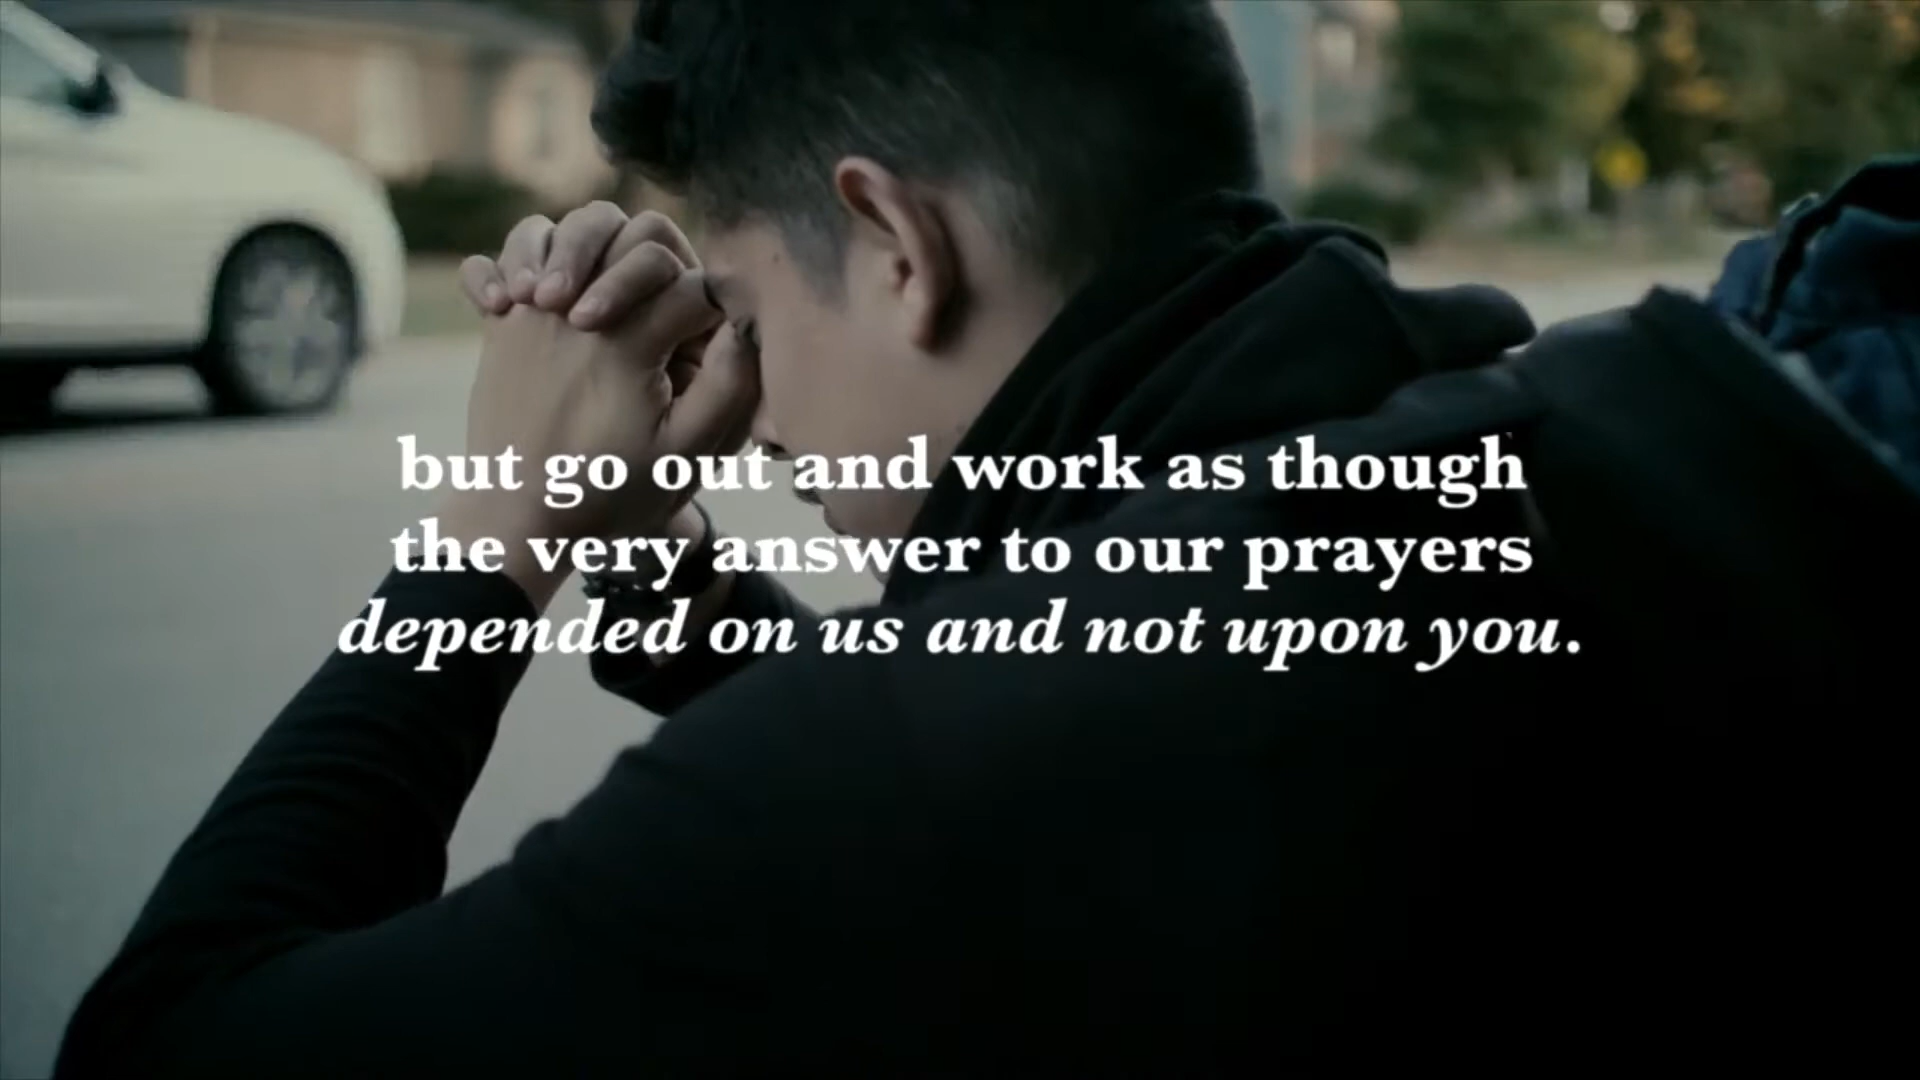 but go out and work as though
the very answer to our prayers
depended on us and not upon you.